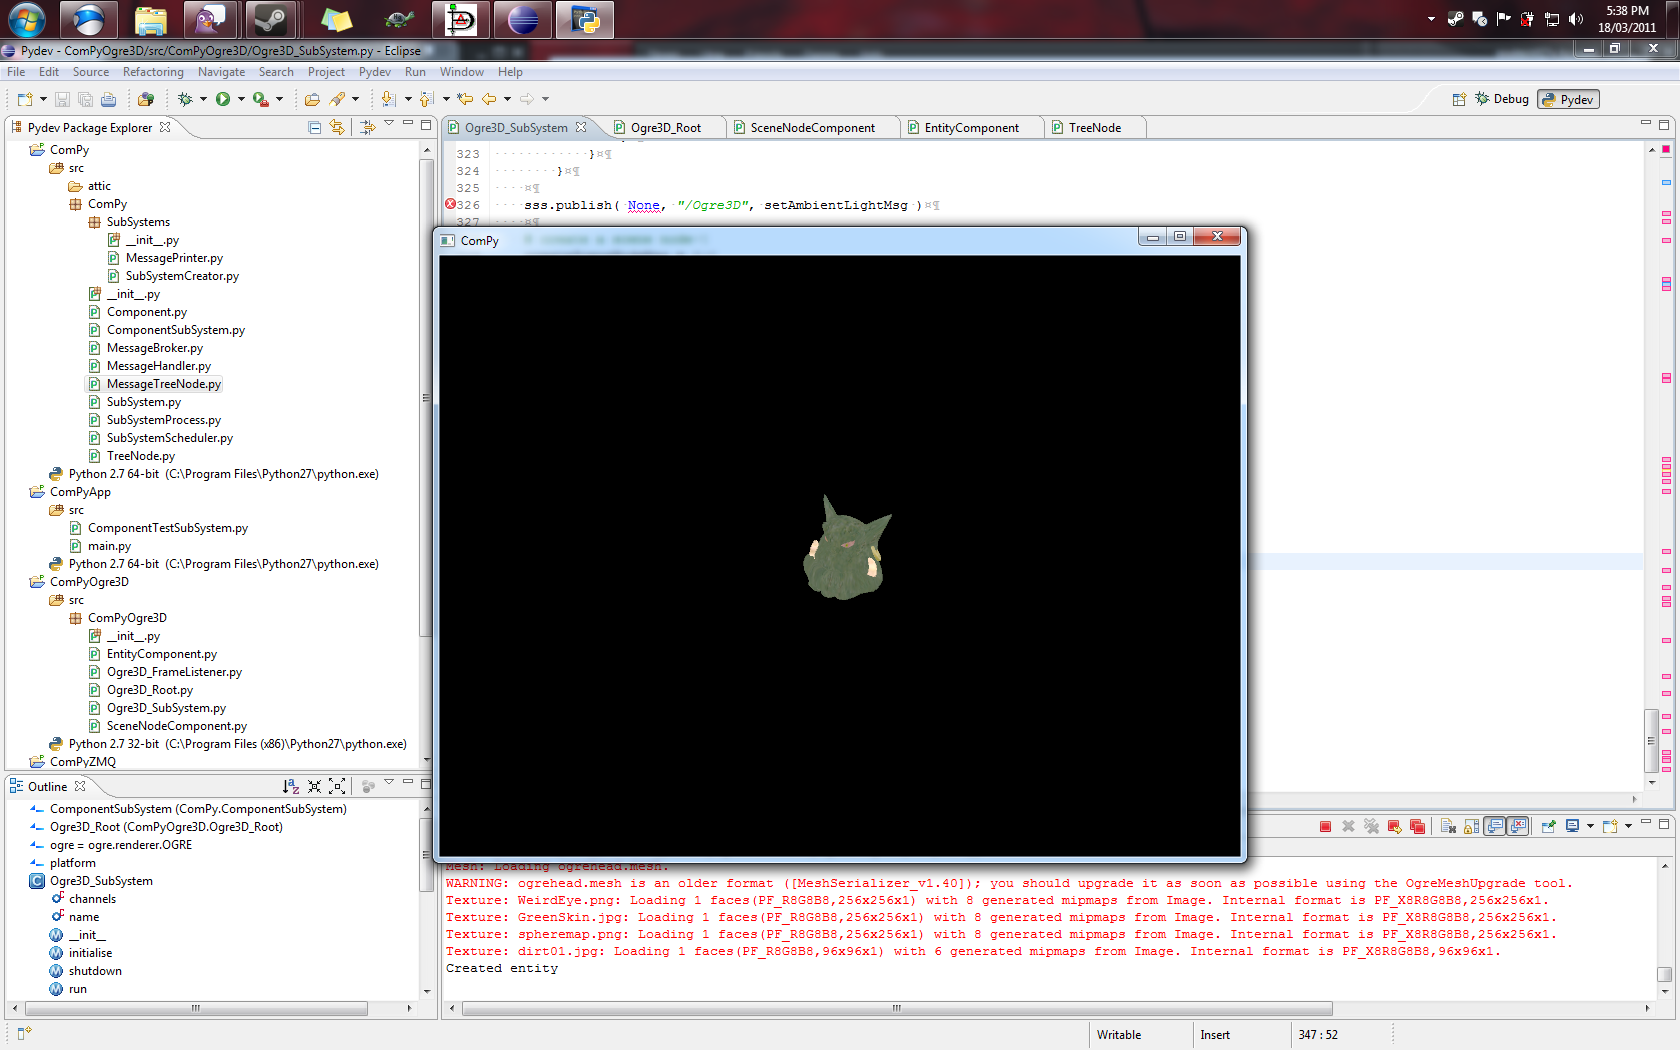 5:38 PM
18/03/2011
Pydev - ComPyOgre3D/src/ComPyOgre3D/Ogre3D_SubSystem.py - Eclipse
File Edit Source Refactoring Navigate Search Project Pydev Run Window Help
Debug Pydev
Pydev Package Explorer
Ogre3D_SubSystem Ogre3D_Root SceneNodeComponent EntityComponent TreeNode
ComPy
src
attic
ComPy
SubSystems
__init__.py
MessagePrinter.py
SubSystemCreator.py
__init__.py
Component.py
ComponentSubSystem.py
MessageBroker.py
MessageHandler.py
MessageTreeNode.py
SubSystem.py
SubSystemProcess.py
SubSystemScheduler.py
TreeNode.py
Python 2.7 64-bit (C:\Program Files\Python27\python.exe)
ComPyApp
src
ComponentTestSubSystem.py
main.py
Python 2.7 64-bit (C:\Program Files\Python27\python.exe)
ComPyOgre3D
src
ComPyOgre3D
__init__.py
EntityComponent.py
Ogre3D_FrameListener.py
Ogre3D_Root.py
Ogre3D_SubSystem.py
SceneNodeComponent.py
Python 2.7 32-bit (C:\Program Files (x86)\Python27\python.exe)
ComPyZMQ
323 }¤¶
324 }¤¶
325 ¤¶
326 sss.publish( None, "/Ogre3D", setAmbientLightMsg )¤¶
327 ¤¶
ComPy
Outline
ComponentSubSystem (ComPy.ComponentSubSystem)
Ogre3D_Root (ComPyOgre3D.Ogre3D_Root)
ogre = ogre.renderer.OGRE
platform
Ogre3D_SubSystem
channels
name
__init__
initialise
shutdown
run
Mesh: Loading ogrehead.mesh.
WARNING: ogrehead.mesh is an older format ([MeshSerializer_v1.40]); you should upgrade it as soon as possible using the OgreMeshUpgrade tool.
Texture: WeirdEye.png: Loading 1 faces(PF_R8G8B8,256x256x1) with 8 generated mipmaps from Image. Internal format is PF_X8R8G8B8,256x256x1.
Texture: GreenSkin.jpg: Loading 1 faces(PF_R8G8B8,256x256x1) with 8 generated mipmaps from Image. Internal format is PF_X8R8G8B8,256x256x1.
Texture: spheremap.png: Loading 1 faces(PF_R8G8B8,256x256x1) with 8 generated mipmaps from Image. Internal format is PF_X8R8G8B8,256x256x1.
Texture: dirt01.jpg: Loading 1 faces(PF_R8G8B8,96x96x1) with 6 generated mipmaps from Image. Internal format is PF_X8R8G8B8,96x96x1.
Created entity
Writable Insert 347 : 52